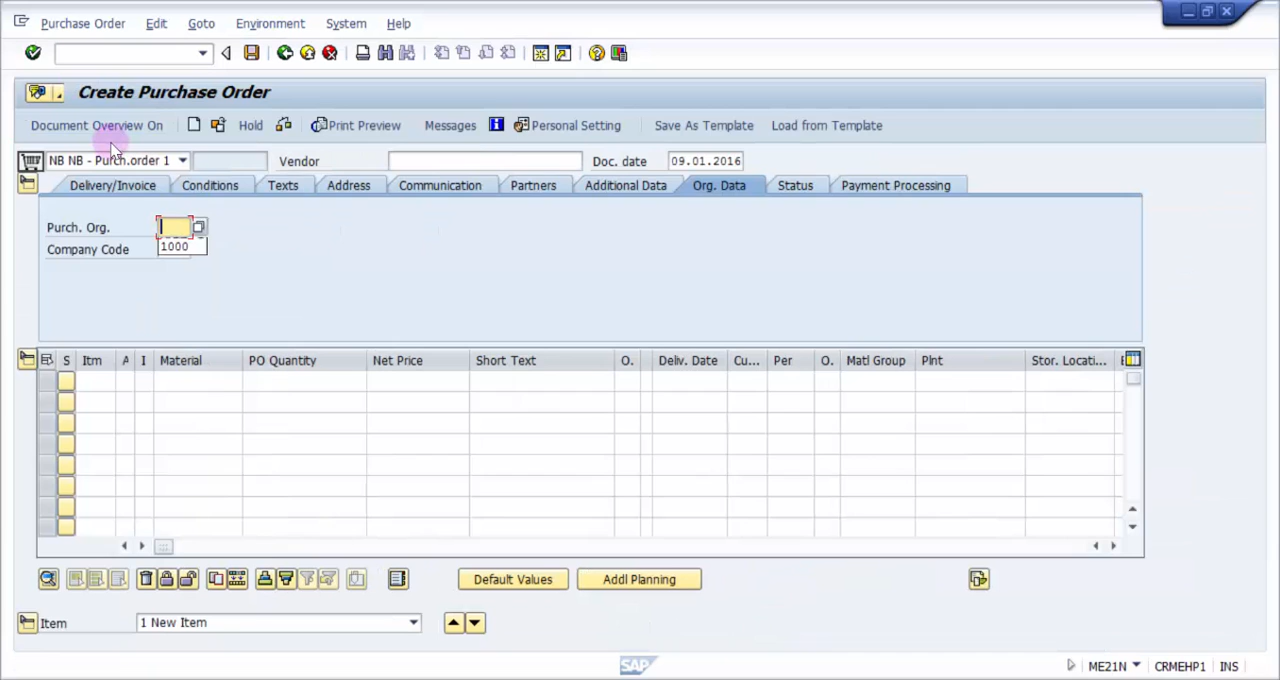 Purchase Order Edit Goto Environment System Help
Create Purchase Order
Document Overview On Hold Print Preview Messages Personal Setting Save As Template Load from Template
NB NB - Purch.order 1 Vendor Doc. date 09.01.2016
Delivery/Invoice Conditions Texts Address Communication Partners Additional Data Org. Data Status Payment Processing
Purch. Org.
Company Code 1000
S Itm A I Material PO Quantity Net Price Short Text O. Deliv. Date Cu... Per O. Matl Group Plnt Stor. Locati...
Default Values Addl Planning
Item 1 New Item
SAP ME21N CRMEHP1 INS